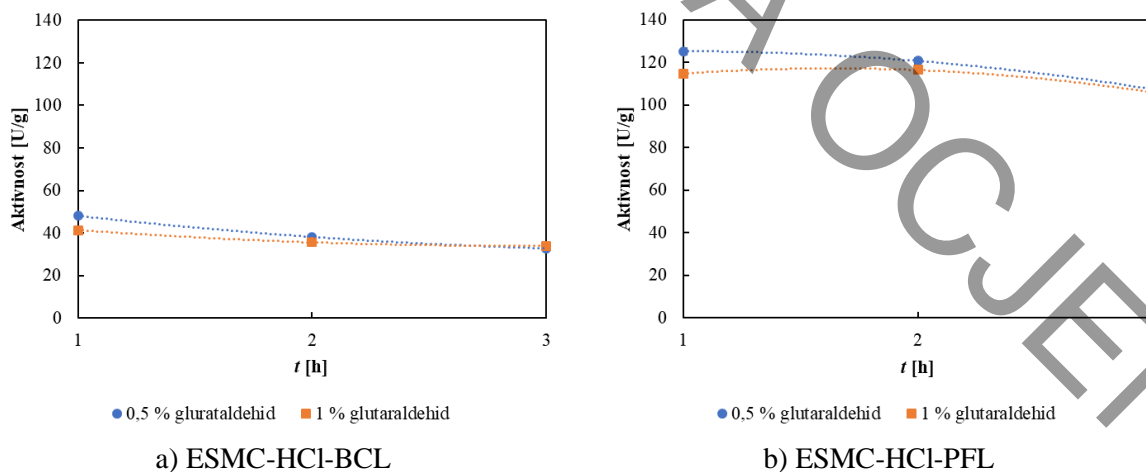 140
120
100
80
60
40
20
0
Aktivnost [U/g]
1 2 3
t [h]
0,5 % glurataldehid 1 % glutaraldehid
a) ESMC-HCl-BCL
140
120
100
80
60
40
20
0
Aktivnost [U/g]
1 2
t [h]
0,5 % glutaraldehid 1 % glutaraldehid
b) ESMC-HCl-PFL
A OCJE